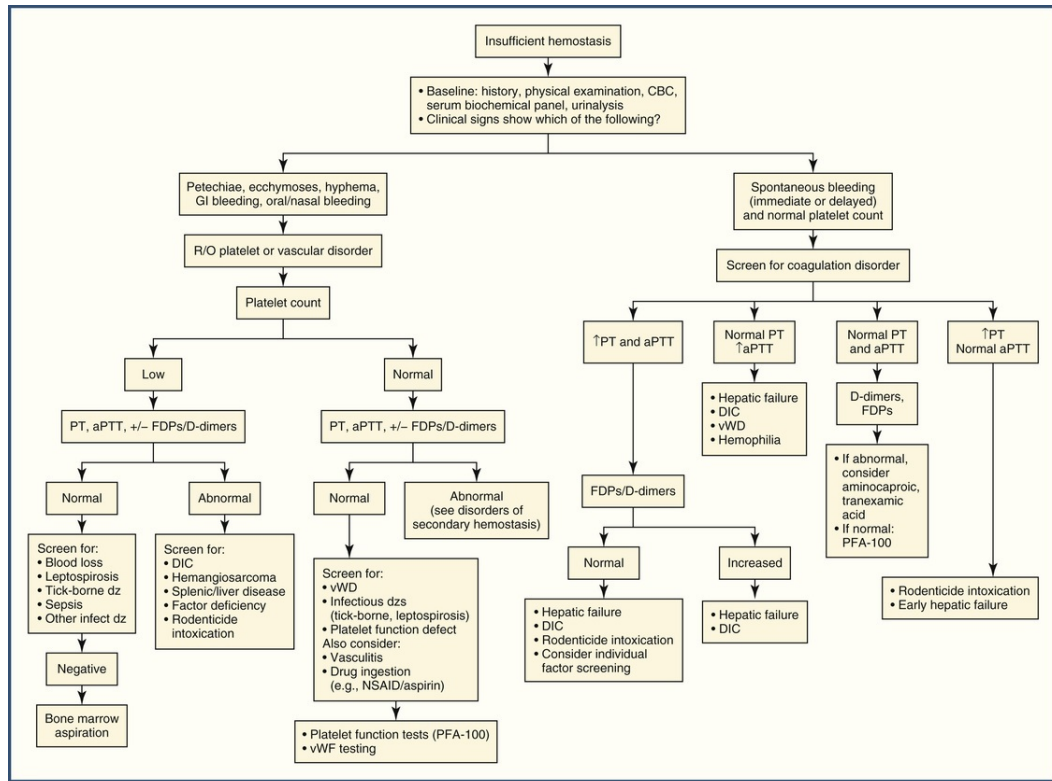 Insufficient hemostasis
• Baseline: history, physical examination, CBC,
serum biochemical panel, urinalysis
• Clinical signs show which of the following?
Petechiae, ecchymoses, hyphema,
GI bleeding, oral/nasal bleeding
R/O platelet or vascular disorder
Platelet count
Low
PT, aPTT, +/– FDPs/D-dimers
Normal
Screen for:
• Blood loss
• Leptospirosis
• Tick-borne dz
• Sepsis
• Other infect dz
Negative
Bone marrow
aspiration
Abnormal
Screen for:
• DIC
• Hemangiosarcoma
• Splenic/liver disease
• Factor deficiency
• Rodenticide
intoxication
Normal
PT, aPTT, +/– FDPs/D-dimers
Normal
Screen for:
• vWD
• Infectious dzs
(tick-borne, leptospirosis)
• Platelet function defect
Also consider:
• Vasculitis
• Drug ingestion
(e.g., NSAID/aspirin)
• Platelet function tests (PFA-100)
• vWF testing
Abnormal
(see disorders of
secondary hemostasis)
Spontaneous bleeding
(immediate or delayed)
and normal platelet count
Screen for coagulation disorder
↑PT and aPTT
FDPs/D-dimers
Normal
• Hepatic failure
• DIC
• Rodenticide intoxication
• Consider individual
factor screening
Increased
• Hepatic failure
• DIC
Normal PT
↑aPTT
• Hepatic failure
• DIC
• vWD
• Hemophilia
Normal PT
and aPTT
D-dimers,
FDPs
• If abnormal,
consider
aminocaproic,
tranexamic
acid
• If normal:
PFA-100
↑PT
Normal aPTT
• Rodenticide intoxication
• Early hepatic failure